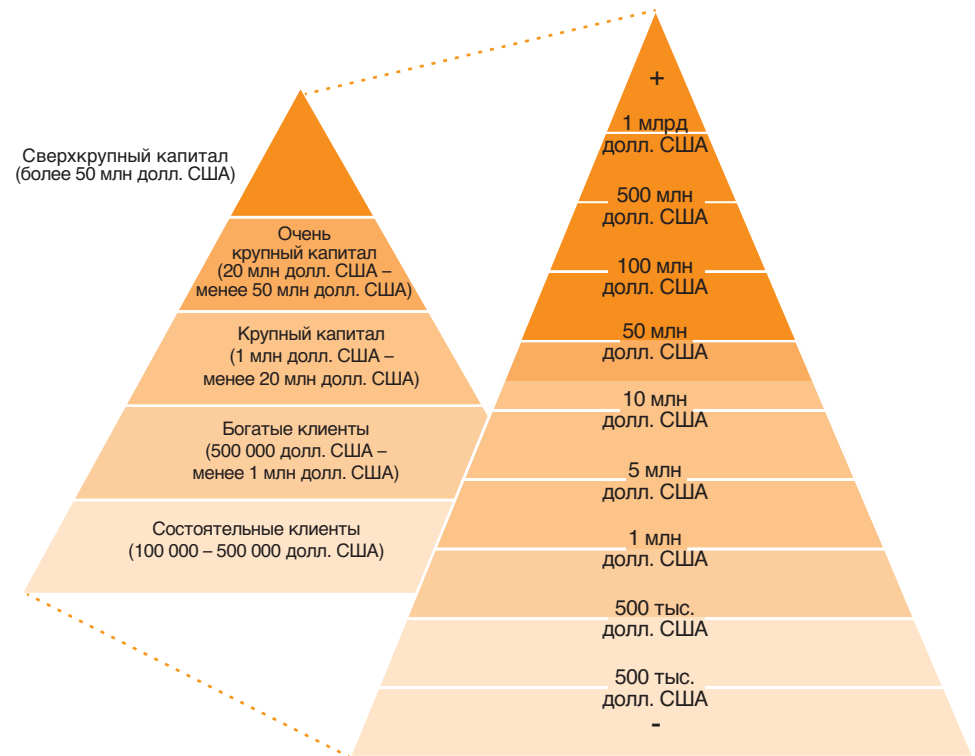 Сверхкрупный капитал
(более 50 млн долл. США)
Очень
крупный капитал
(20 млн долл. США –
менее 50 млн долл. США)
Крупный капитал
(1 млн долл. США –
менее 20 млн долл. США)
Богатые клиенты
(500 000 долл. США –
менее 1 млн долл. США)
Состоятельные клиенты
(100 000 – 500 000 долл. США)
+
1 млрд
долл. США
500 млн
долл. США
100 млн
долл. США
50 млн
долл. США
10 млн
долл. США
5 млн
долл. США
1 млн
долл. США
500 тыс.
долл. США
500 тыс.
долл. США
-